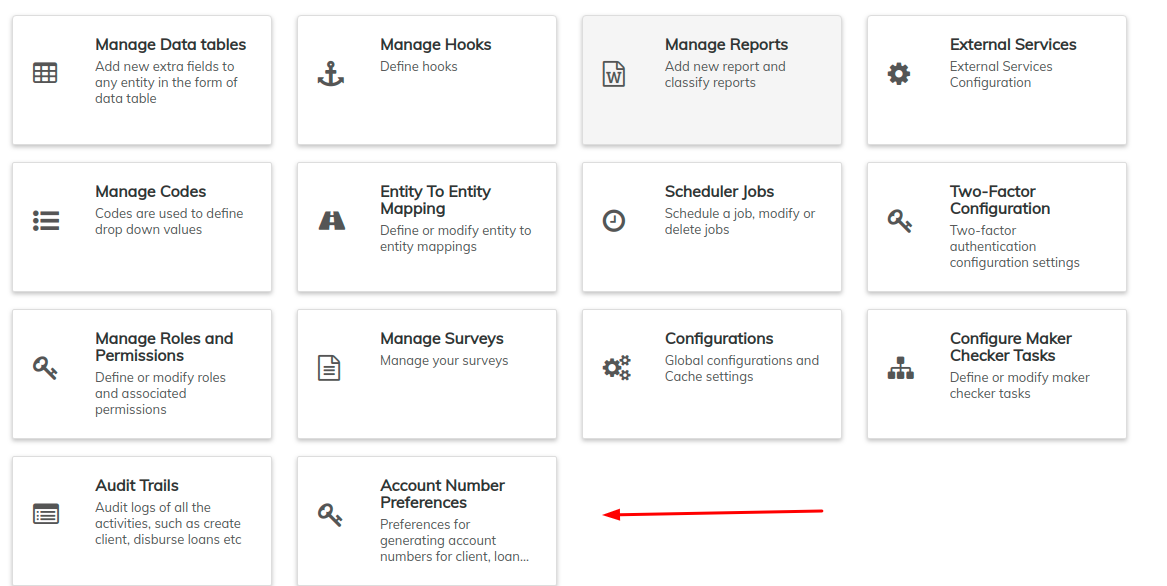 Manage Data tables
Add new extra fields to
any entity in the form of
data table
Manage Hooks
Define hooks
W
Manage Reports
Add new report and
classify reports
External Services
External Services
Configuration
Manage Codes
Codes are used to define
drop down values
Entity To Entity
Mapping
Define or modify entity to
entity mappings
Scheduler Jobs
Schedule a job, modify or
delete jobs
Two-Factor
Configuration
Two-factor
authentication
configuration settings
Manage Roles and
Permissions
Define or modify roles
and associated
permissions
Manage Surveys
Manage your surveys
Configurations
Global configurations and
Cache settings
Configure Maker
Checker Tasks
Define or modify maker
checker tasks
Audit Trails
Audit logs of all the
activities, such as create
client, disburse loans etc
Account Number
Preferences
Preferences for
generating account
numbers for client, loan...